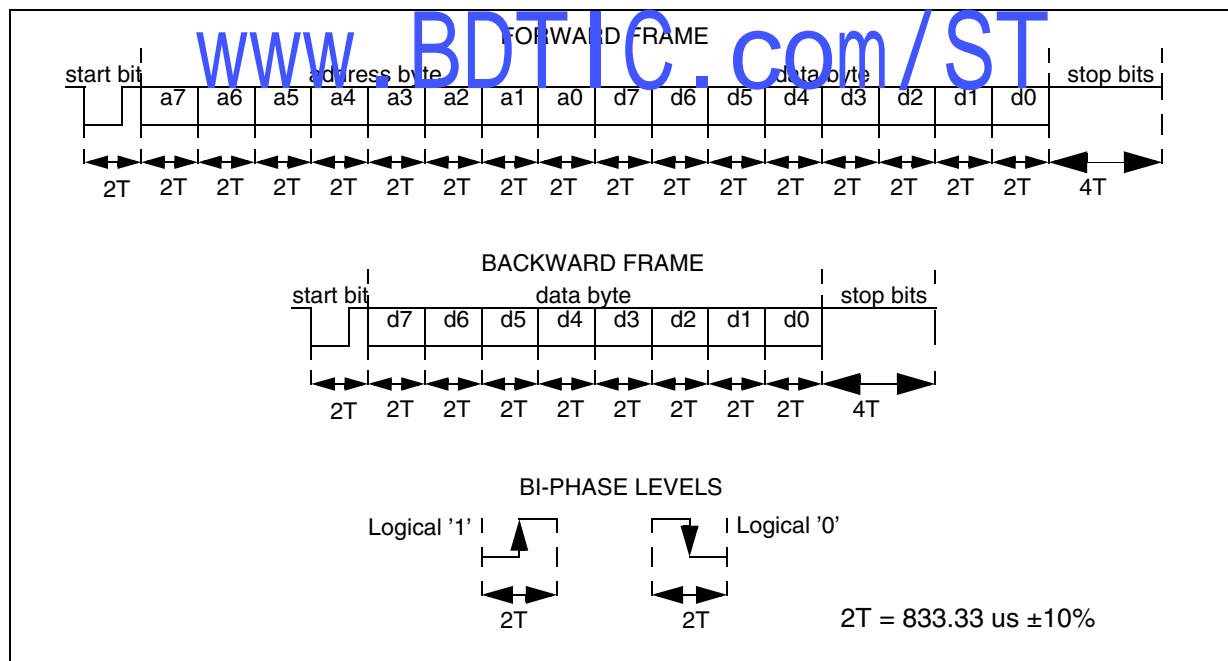 www.BDTIC.com/ST
FORWARD FRAME
start bit address byte data byte stop bits
a7 a6 a5 a4 a3 a2 a1 a0 d7 d6 d5 d4 d3 d2 d1 d0
2T 2T 2T 2T 2T 2T 2T 2T 2T 2T 2T 2T 2T 2T 2T 2T 2T 4T
BACKWARD FRAME
start bit data byte stop bits
d7 d6 d5 d4 d3 d2 d1 d0
2T 2T 2T 2T 2T 2T 2T 2T 2T 4T
BI-PHASE LEVELS
Logical '1' Logical '0'
2T 2T
2T = 833.33 us ±10%